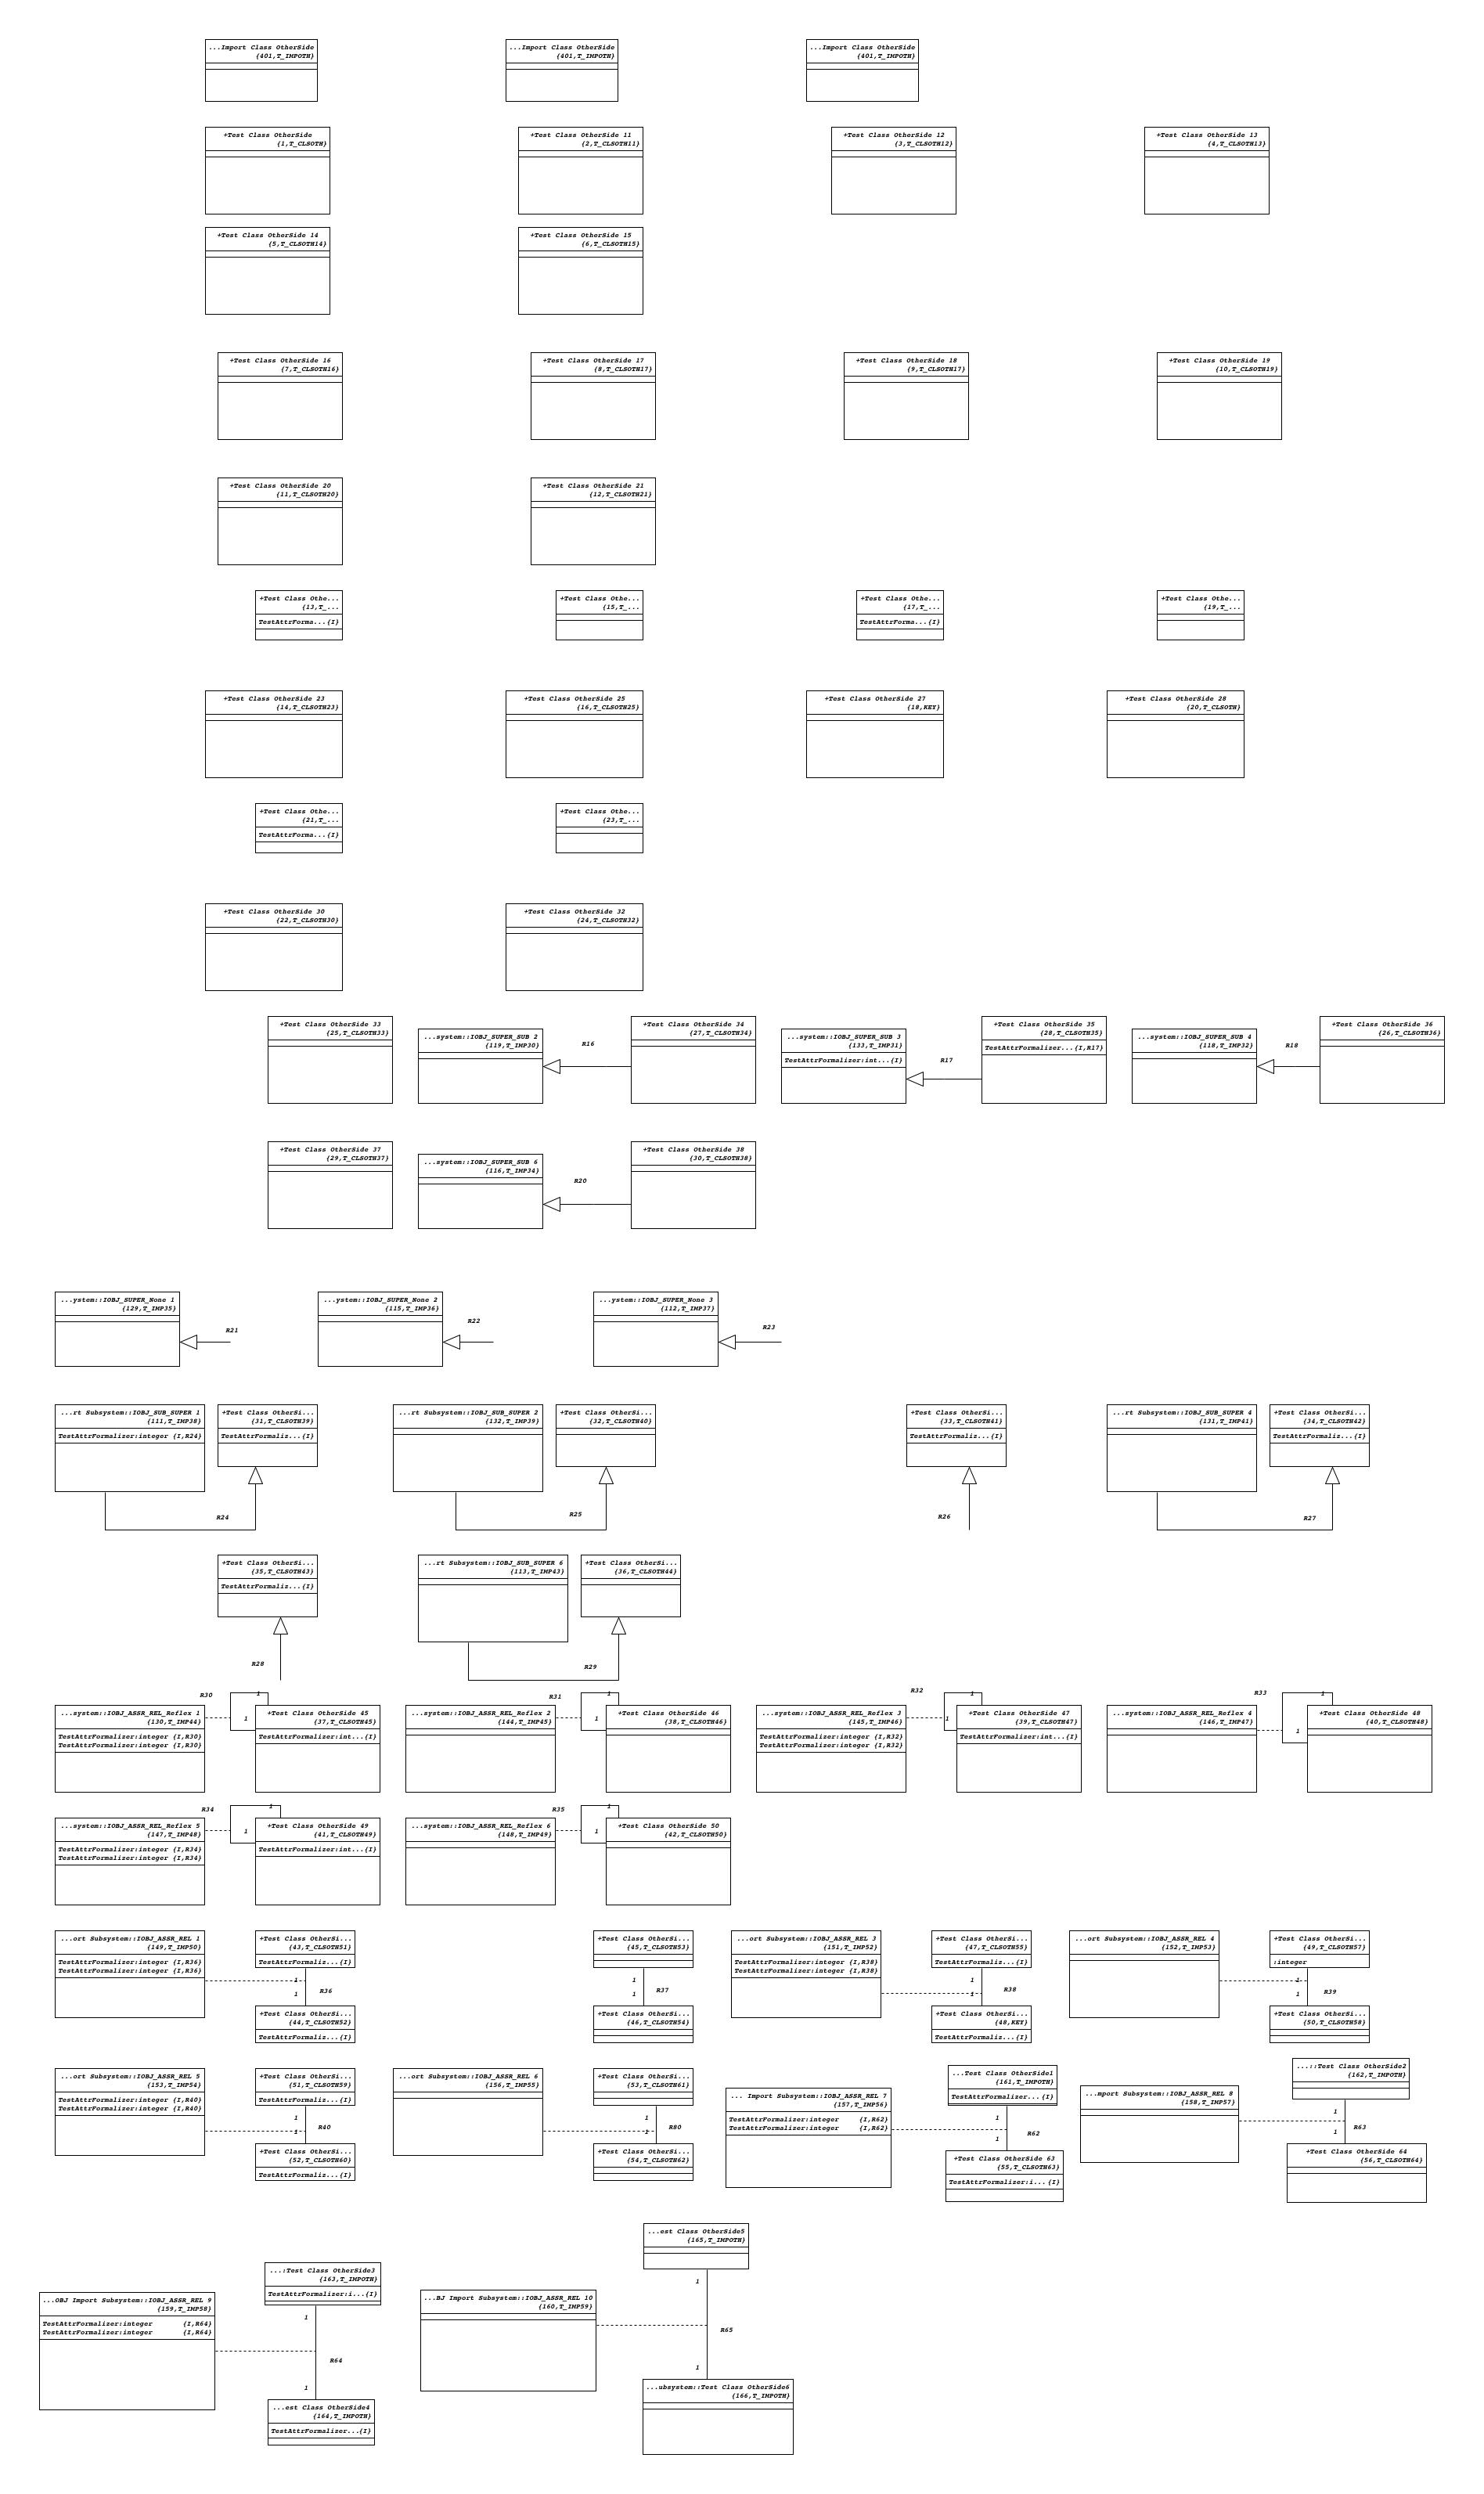 ...Import Class OtherSide
{401,T_IMPOTH}
...Import Class OtherSide
{401,T_IMPOTH}
...Import Class OtherSide
{401,T_IMPOTH}
+Test Class OtherSide
{1,T_CLSOTH}
+Test Class OtherSide 11
{2,T_CLSOTH11}
+Test Class OtherSide 12
{3,T_CLSOTH12}
+Test Class OtherSide 13
{4,T_CLSOTH13}
+Test Class OtherSide 14
{5,T_CLSOTH14}
+Test Class OtherSide 15
{6,T_CLSOTH15}
+Test Class OtherSide 16
{7,T_CLSOTH16}
+Test Class OtherSide 17
{8,T_CLSOTH17}
+Test Class OtherSide 18
{9,T_CLSOTH17}
+Test Class OtherSide 19
{10,T_CLSOTH19}
+Test Class OtherSide 20
{11,T_CLSOTH20}
+Test Class OtherSide 21
{12,T_CLSOTH21}
+Test Class Othe...
{13,T_...
TestAttrForma...{I}
+Test Class Othe...
{15,T_...
+Test Class Othe...
{17,T_...
TestAttrForma...{I}
+Test Class Othe...
{19,T_...
+Test Class OtherSide 23
{14,T_CLSOTH23}
+Test Class OtherSide 25
{16,T_CLSOTH25}
+Test Class OtherSide 27
{18,KEY}
+Test Class OtherSide 28
{20,T_CLSOTH}
+Test Class Othe...
{21,T_...
TestAttrForma...{I}
+Test Class Othe...
{23,T_...
+Test Class OtherSide 30
{22,T_CLSOTH30}
+Test Class OtherSide 32
{24,T_CLSOTH32}
+Test Class OtherSide 33
{25,T_CLSOTH33}
...system::IOBJ_SUPER_SUB 2
{119,T_IMP30}
R16
+Test Class OtherSide 34
{27,T_CLSOTH34}
...system::IOBJ_SUPER_SUB 3
{133,T_IMP31}
TestAttrFormalizer:int...{I}
R17
+Test Class OtherSide 35
{28,T_CLSOTH35}
TestAttrFormalizer...{I,R17}
...system::IOBJ_SUPER_SUB 4
{118,T_IMP32}
R18
+Test Class OtherSide 36
{26,T_CLSOTH36}
+Test Class OtherSide 37
{29,T_CLSOTH37}
...system::IOBJ_SUPER_SUB 6
{116,T_IMP34}
R20
+Test Class OtherSide 38
{30,T_CLSOTH38}
...ystem::IOBJ_SUPER_None 1
{129,T_IMP35}
R21
...ystem::IOBJ_SUPER_None 2
{115,T_IMP36}
R22
...ystem::IOBJ_SUPER_None 3
{112,T_IMP37}
R23
...rt Subsystem::IOBJ_SUB_SUPER 1
{111,T_IMP38}
TestAttrFormalizer:integer {I,R24}
+Test Class OtherSi...
{31,T_CLSOTH39}
TestAttrFormaliz...{I}
R24
...rt Subsystem::IOBJ_SUB_SUPER 2
{132,T_IMP39}
+Test Class OtherSi...
{32,T_CLSOTH40}
R25
+Test Class OtherSi...
{33,T_CLSOTH41}
TestAttrFormaliz...{I}
R26
...rt Subsystem::IOBJ_SUB_SUPER 4
{131,T_IMP41}
+Test Class OtherSi...
{34,T_CLSOTH42}
TestAttrFormaliz...{I}
R27
+Test Class OtherSi...
{35,T_CLSOTH43}
TestAttrFormaliz...{I}
R28
...rt Subsystem::IOBJ_SUB_SUPER 6
{113,T_IMP43}
+Test Class OtherSi...
{36,T_CLSOTH44}
R29
...system::IOBJ_ASSR_REL_Reflex 1
{130,T_IMP44}
TestAttrFormalizer:integer {I,R30}
TestAttrFormalizer:integer {I,R30}
R30
1
1
+Test Class OtherSide 45
{37,T_CLSOTH45}
TestAttrFormalizer:int...{I}
...system::IOBJ_ASSR_REL_Reflex 2
{144,T_IMP45}
R31
1
1
+Test Class OtherSide 46
{38,T_CLSOTH46}
...system::IOBJ_ASSR_REL_Reflex 3
{145,T_IMP46}
TestAttrFormalizer:integer {I,R32}
TestAttrFormalizer:integer {I,R32}
R32
1
1
+Test Class OtherSide 47
{39,T_CLSOTH47}
TestAttrFormalizer:int...{I}
...system::IOBJ_ASSR_REL_Reflex 4
{146,T_IMP47}
R33
1
1
+Test Class OtherSide 48
{40,T_CLSOTH48}
...system::IOBJ_ASSR_REL_Reflex 5
{147,T_IMP48}
TestAttrFormalizer:integer {I,R34}
TestAttrFormalizer:integer {I,R34}
R34
1
1
+Test Class OtherSide 49
{41,T_CLSOTH49}
TestAttrFormalizer:int...{I}
...system::IOBJ_ASSR_REL_Reflex 6
{148,T_IMP49}
R35
1
1
+Test Class OtherSide 50
{42,T_CLSOTH50}
...ort Subsystem::IOBJ_ASSR_REL 1
{149,T_IMP50}
TestAttrFormalizer:integer {I,R36}
TestAttrFormalizer:integer {I,R36}
+Test Class OtherSi...
{43,T_CLSOTH51}
TestAttrFormaliz...{I}
1
1
R36
+Test Class OtherSi...
{44,T_CLSOTH52}
TestAttrFormaliz...{I}
+Test Class OtherSi...
{45,T_CLSOTH53}
1
1
R37
+Test Class OtherSi...
{46,T_CLSOTH54}
...ort Subsystem::IOBJ_ASSR_REL 3
{151,T_IMP52}
TestAttrFormalizer:integer {I,R38}
TestAttrFormalizer:integer {I,R38}
+Test Class OtherSi...
{47,T_CLSOTH55}
TestAttrFormaliz...{I}
1
1
R38
+Test Class OtherSi...
{48,KEY}
TestAttrFormaliz...{I}
...ort Subsystem::IOBJ_ASSR_REL 4
{152,T_IMP53}
+Test Class OtherSi...
{49,T_CLSOTH57}
:integer
1
1
R39
+Test Class OtherSi...
{50,T_CLSOTH58}
...ort Subsystem::IOBJ_ASSR_REL 5
{153,T_IMP54}
TestAttrFormalizer:integer {I,R40}
TestAttrFormalizer:integer {I,R40}
+Test Class OtherSi...
{51,T_CLSOTH59}
TestAttrFormaliz...{I}
1
1
R40
+Test Class OtherSi...
{52,T_CLSOTH60}
TestAttrFormaliz...{I}
...ort Subsystem::IOBJ_ASSR_REL 6
{156,T_IMP55}
+Test Class OtherSi...
{53,T_CLSOTH61}
1
1
R80
+Test Class OtherSi...
{54,T_CLSOTH62}
... Import Subsystem::IOBJ_ASSR_REL 7
{157,T_IMP56}
TestAttrFormalizer:integer {I,R62}
TestAttrFormalizer:integer {I,R62}
...Test Class OtherSide1
{161,T_IMPOTH}
TestAttrFormalizer...{I}
1
1
R62
+Test Class OtherSide 63
{55,T_CLSOTH63}
TestAttrFormalizer:i...{I}
...mport Subsystem::IOBJ_ASSR_REL 8
{158,T_IMP57}
...::Test Class OtherSide2
{162,T_IMPOTH}
1
1
R63
+Test Class OtherSide 64
{56,T_CLSOTH64}
...OBJ Import Subsystem::IOBJ_ASSR_REL 9
{159,T_IMP58}
TestAttrFormalizer:integer {I,R64}
TestAttrFormalizer:integer {I,R64}
...:Test Class OtherSide3
{163,T_IMPOTH}
TestAttrFormalizer:i...{I}
1
R64
1
...est Class OtherSide4
{164,T_IMPOTH}
TestAttrFormalizer...{I}
...BJ Import Subsystem::IOBJ_ASSR_REL 10
{160,T_IMP59}
...est Class OtherSide5
{165,T_IMPOTH}
1
R65
1
...ubsystem::Test Class OtherSide6
{166,T_IMPOTH}